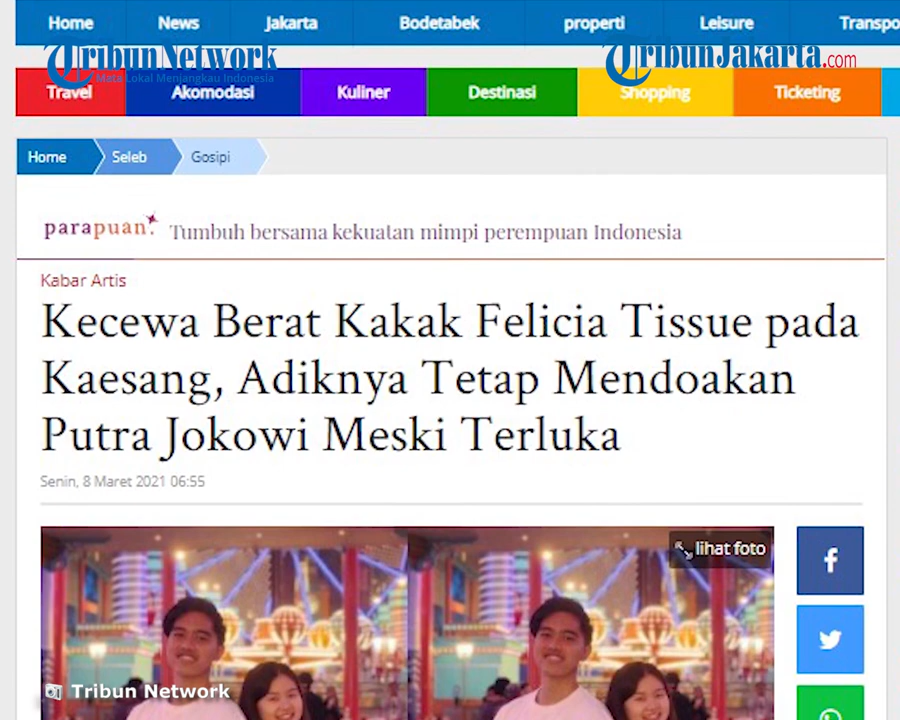 Home News Jakarta Bodetabek properti Leisure Transpo
TribunNetwork
Mata Lokal Menjangkau Indonesia
TribunJakarta.com
Travel Akomodasi Kuliner Destinasi Shopping Ticketing
Home Seleb Gosipi
parapuan. Tumbuh bersama kekuatan mimpi perempuan Indonesia
Kabar Artis
Kecewa Berat Kakak Felicia Tissue pada
Kaesang, Adiknya Tetap Mendoakan
Putra Jokowi Meski Terluka
Senin, 8 Maret 2021 06:55
lihat foto
f
Tribun Network